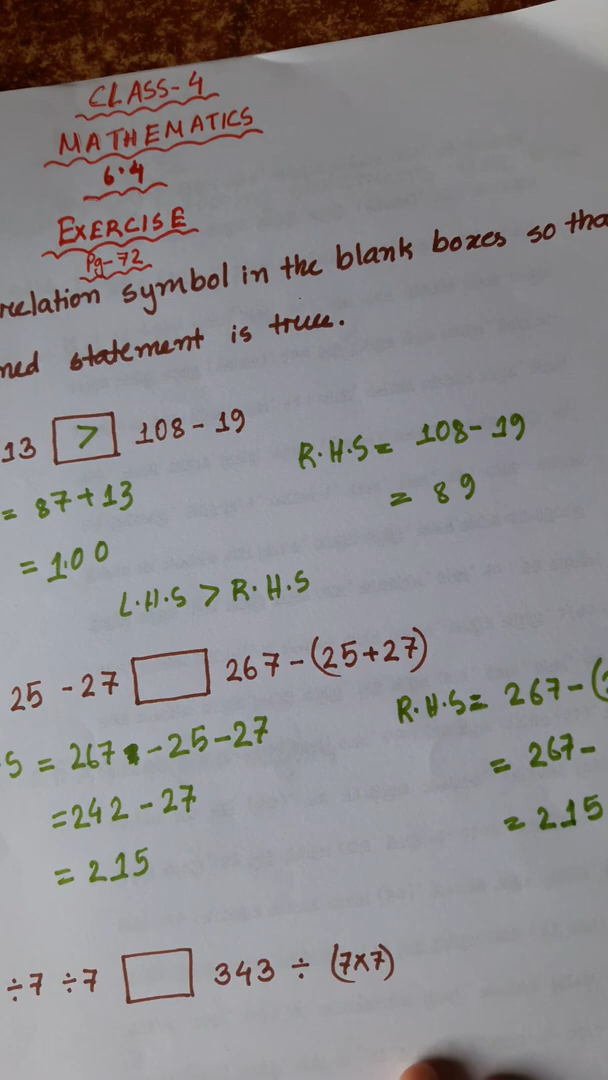 CLASS-4
MATHEMATICS
6.4
EXERCISE
Pg-72
relation symbol in the blank boxes so tha
ned statement is true.
13 > 108 - 19
R.H.S = 108 - 19
= 87 + 13
= 89
= 100
L.H.S > R.H.S
25 - 27 267 - (25 + 27)
S = 267 - 25 - 27
R.H.S = 267 - (2
= 242 - 27
= 267 -
= 215
= 215
÷ 7 ÷ 7 343 ÷ (7 × 7)